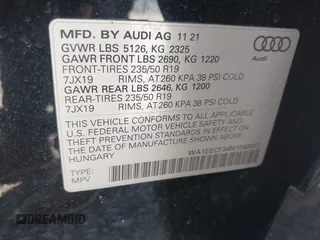 MFD. BY AUDI AG 11 21
GVWR LBS 5126, KG 2325
GAWR FRONT LBS 2690, KG 1220
FRONT-TIRES 235/50 R19
7JX19 RIMS, AT260 KPA 38 PSI COLD
GAWR REAR LBS 2646, KG 1200
REAR-TIRES 235/50 R19
7JX19 RIMS, AT260 KPA 38 PSI COLD
THIS VEHICLE CONFORMS TO ALL APPLICABLE
U.S. FEDERAL MOTOR VEHICLE SAFETY AND
THEFT PREVENTION STANDARDS IN EFFECT ON
THE DATE OF MANUFACTURE SHOWN ABOVE.
HUNGARY
TYPE:
MPV
DREAMBID